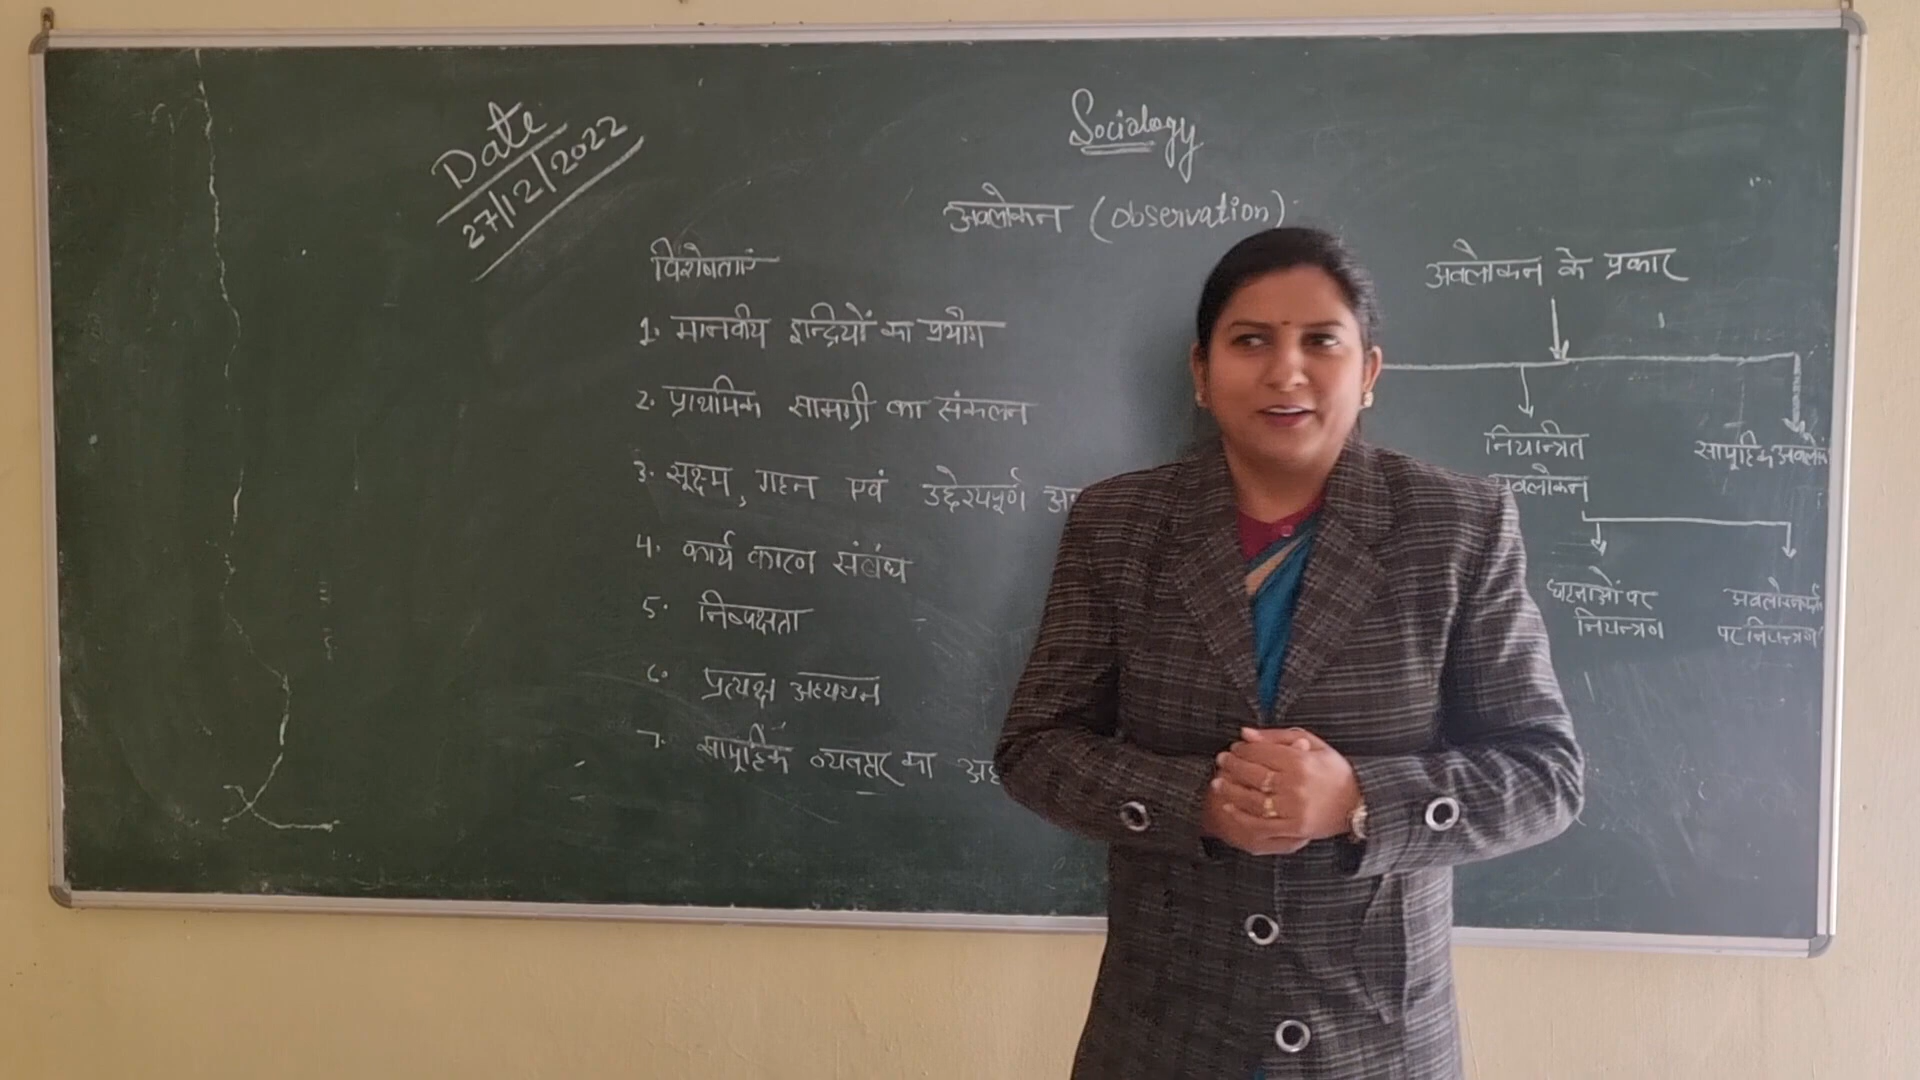 Date
27/12/2022
Sociology
अवलोकन (observation)
विशेषताएं
1. मानवीय इन्द्रियों का प्रयोग
2. प्राथमिक सामग्री का संकलन
3. सूक्ष्म, गहन एवं उद्देश्यपूर्ण
4. कार्य कारण संबंध
5. निष्पक्षता
6. प्रत्यक्ष अध्ययन
7. सामूहिक व्यवहार का
अवलोकन के प्रकार
नियन्त्रित
अवलोकन
सामूहिक अवलोकन
घटनाओं पर
नियन्त्रण
पर नियन्त्रण